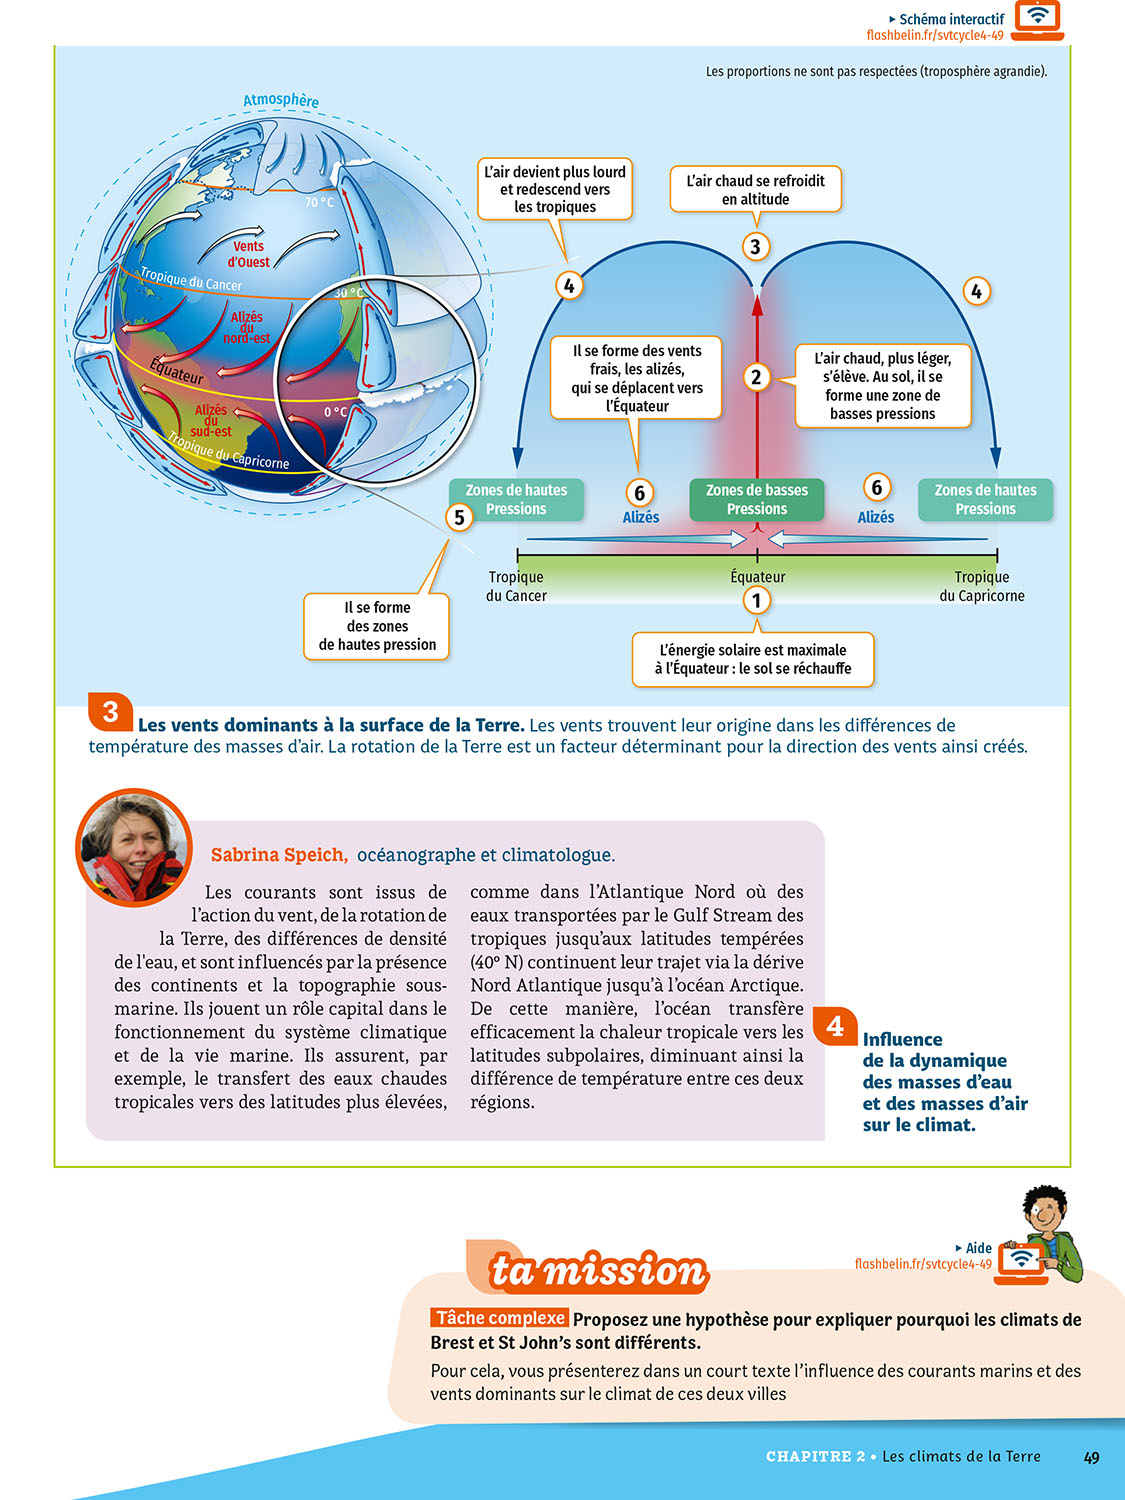 ▸ Schéma interactif
flashbelin.fr/svtcycle4-49
Les proportions ne sont pas respectées (troposphère agrandie).
Atmosphère
70 °C
Vents
d'Ouest
Tropique du Cancer
30 °C
Alizés
du
nord-est
Équateur
0 °C
Alizés
du
sud-est
Tropique du Capricorne
L'air devient plus lourd
et redescend vers
les tropiques
L'air chaud se refroidit
en altitude
3
4
4
Il se forme des vents
frais, les alizés,
qui se déplacent vers
l'Équateur
2
L'air chaud, plus léger,
s'élève. Au sol, il se
forme une zone de
basses pressions
Zones de hautes
Pressions
5
6
Alizés
Zones de basses
Pressions
6
Alizés
Zones de hautes
Pressions
Tropique
du Cancer
Équateur
1
Tropique
du Capricorne
Il se forme
des zones
de hautes pression
L'énergie solaire est maximale
à l'Équateur : le sol se réchauffe
3 Les vents dominants à la surface de la Terre. Les vents trouvent leur origine dans les différences de
température des masses d'air. La rotation de la Terre est un facteur déterminant pour la direction des vents ainsi créés.
Sabrina Speich, océanographe et climatologue.
Les courants sont issus de
l'action du vent, de la rotation de
la Terre, des différences de densité
de l'eau, et sont influencés par la présence
des continents et la topographie sous-
marine. Ils jouent un rôle capital dans le
fonctionnement du système climatique
et de la vie marine. Ils assurent, par
exemple, le transfert des eaux chaudes
tropicales vers des latitudes plus élevées,
comme dans l'Atlantique Nord où des
eaux transportées par le Gulf Stream des
tropiques jusqu'aux latitudes tempérées
(40° N) continuent leur trajet via la dérive
Nord Atlantique jusqu'à l'océan Arctique.
De cette manière, l'océan transfère
efficacement la chaleur tropicale vers les
latitudes subpolaires, diminuant ainsi la
différence de température entre ces deux
régions.
4 Influence
de la dynamique
des masses d'eau
et des masses d'air
sur le climat.
▸ Aide
flashbelin.fr/svtcycle4-49
ta mission
Tâche complexe Proposez une hypothèse pour expliquer pourquoi les climats de
Brest et St John's sont différents.
Pour cela, vous présenterez dans un court texte l'influence des courants marins et des
vents dominants sur le climat de ces deux villes
CHAPITRE 2 • Les climats de la Terre 49